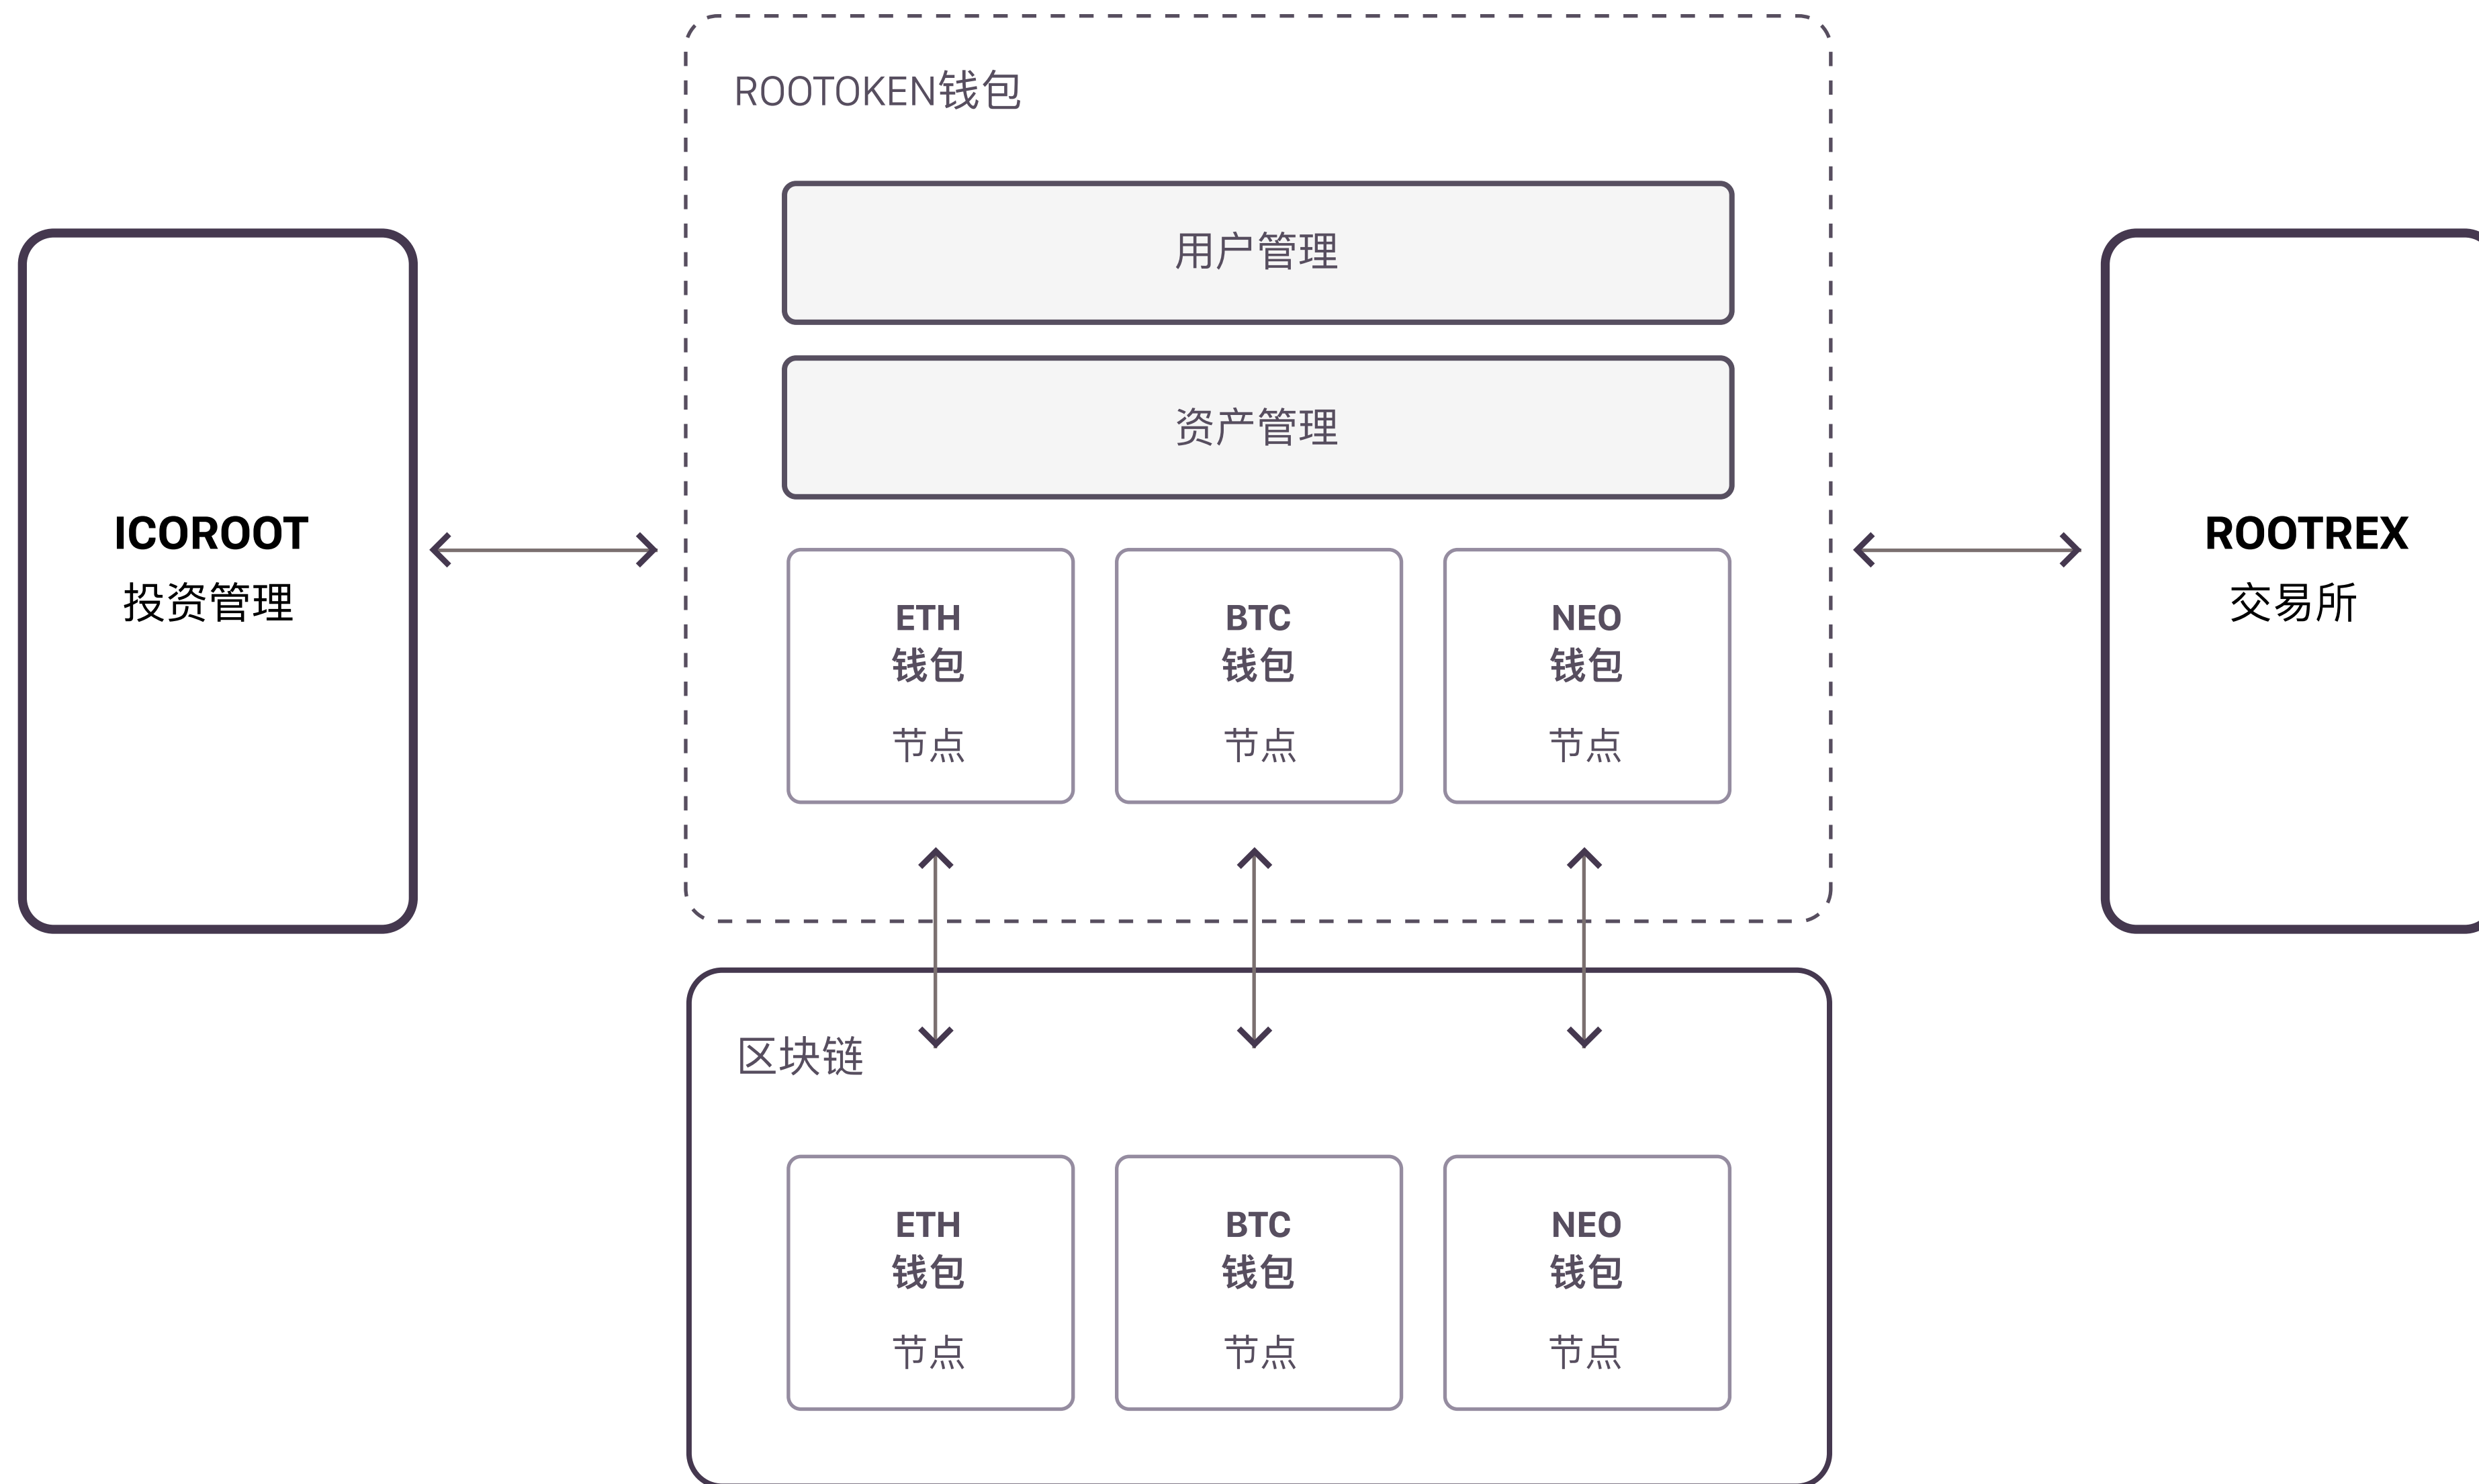 ROOTOKEN钱包
用户管理
资产管理
ICOROOT
投资管理
ETH
钱包
节点
BTC
钱包
节点
NEO
钱包
节点
ROOTREX
交易所
区块链
ETH
钱包
节点
BTC
钱包
节点
NEO
钱包
节点